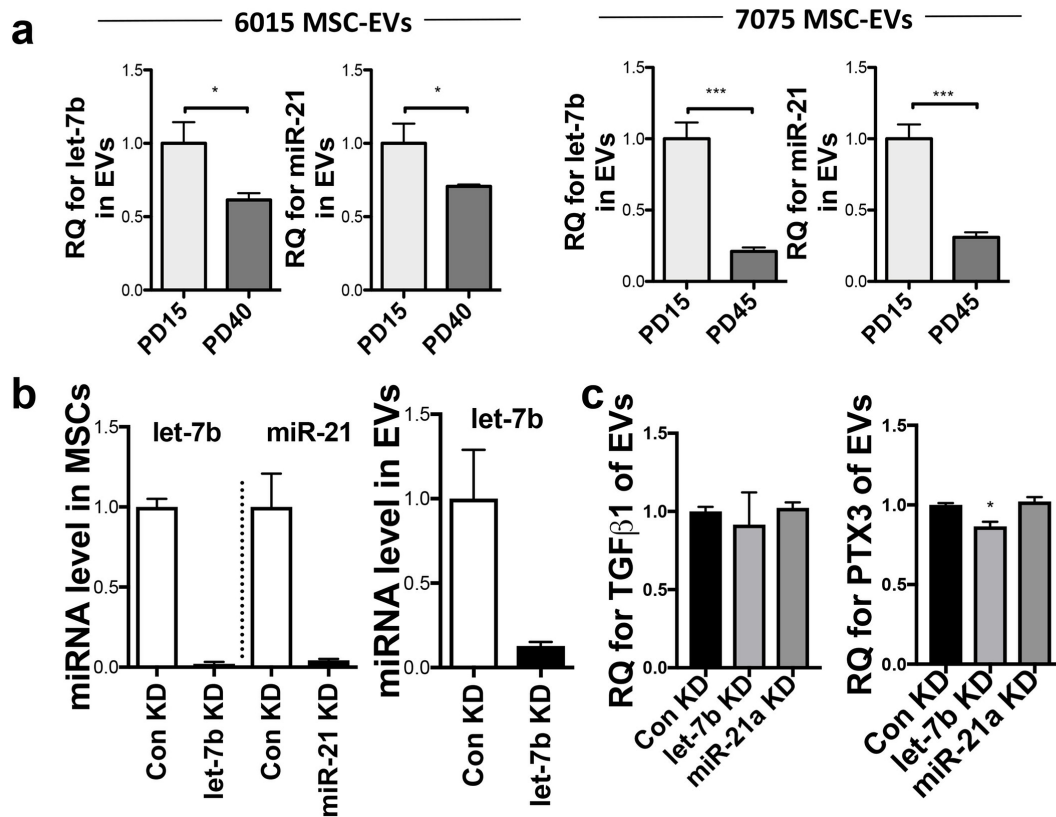 a
6015 MSC-EVs
7075 MSC-EVs
RQ for let-7b
in EVs
1.5
1.0
0.5
0.0
*
PD15
PD40
RQ for miR-21
in EVs
1.5
1.0
0.5
0.0
*
PD15
PD40
RQ for let-7b
in EVs
1.5
1.0
0.5
0.0
***
PD15
PD45
RQ for miR-21
in EVs
1.5
1.0
0.5
0.0
***
PD15
PD45
b
miRNA level in MSCs
1.5
1.0
0.5
0.0
let-7b
miR-21
Con KD
let-7b KD
Con KD
miR-21 KD
miRNA level in EVs
1.5
1.0
0.5
0.0
let-7b
Con KD
let-7b KD
c
RQ for TGFβ1 of EVs
1.5
1.0
0.5
0.0
Con KD
let-7b KD
miR-21a KD
RQ for PTX3 of EVs
1.5
1.0
0.5
0.0
*
Con KD
let-7b KD
miR-21a KD